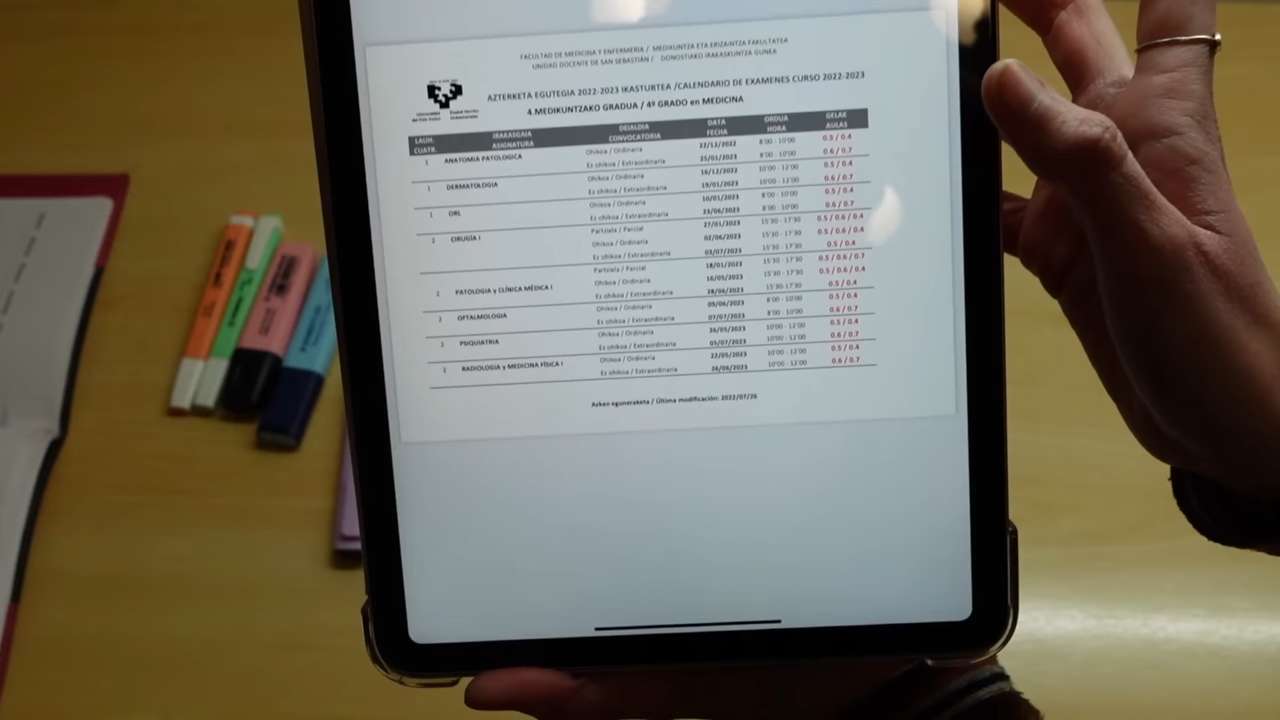 FACULTAD DE MEDICINA Y ENFERMERIA / MEDIKUNTZA ETA ERIZAINTZA FAKULTATEA
UNIDAD DOCENTE DE SAN SEBASTIÁN / DONOSTIAKO IRAKASKUNTZA GUNEA
AZTERKETA EGUTEGIA 2022-2023 IKASTURTEA /CALENDARIO DE EXAMENES CURSO 2022-2023
4.MEDIKUNTZAKO GRADUA / 4º GRADO en MEDICINA
LAUH. IRAKASGAIA DEIALDIA DATA ORDUA GELAK
CUATR. ASIGNATURA CONVOCATORIA FECHA HORA AULAS
1 ANATOMIA PATOLOGICA Ohikoa / Ordinaria 22/12/2022 8'00 - 10'00 0.5 / 0.4
Ez ohikoa / Extraordinaria 25/01/2023 8'00 - 10'00 0.6 / 0.7
1 DERMATOLOGIA Ohikoa / Ordinaria 16/12/2022 10'00 - 12'00 0.5 / 0.4
Ez ohikoa / Extraordinaria 19/01/2023 10'00 - 12'00 0.6 / 0.7
1 ORL Ohikoa / Ordinaria 10/01/2023 8'00 - 10'00 0.5 / 0.4
Ez ohikoa / Extraordinaria 23/06/2023 8'00 - 10'00 0.6 / 0.7
2 CIRUGÍA I Partziala / Parcial 27/01/2023 15'30 - 17'30 0.5 / 0.6 / 0.4
Ohikoa / Ordinaria 02/06/2023 15'30 - 17'30 0.5 / 0.6 / 0.4
Ez ohikoa / Extraordinaria 03/07/2023 15'30 - 17'30 0.5 / 0.4
2 PATOLOGIA y CLÍNICA MÉDICA I Partziala / Parcial 18/01/2023 15'30 - 17'30 0.5 / 0.6 / 0.7
Ohikoa / Ordinaria 16/05/2023 15'30 - 17'30 0.5 / 0.6 / 0.4
Ez ohikoa / Extraordinaria 28/06/2023 15'30 - 17'30 0.5 / 0.4
2 OFTALMOLOGIA Ohikoa / Ordinaria 09/06/2023 8'00 - 10'00 0.5 / 0.4
Ez ohikoa / Extraordinaria 07/07/2023 8'00 - 10'00 0.6 / 0.7
2 PSIQUIATRIA Ohikoa / Ordinaria 26/05/2023 10'00 - 12'00 0.5 / 0.4
Ez ohikoa / Extraordinaria 05/07/2023 10'00 - 12'00 0.6 / 0.7
2 RADIOLOGIA y MEDICINA FÍSICA I Ohikoa / Ordinaria 22/05/2023 10'00 - 12'00 0.5 / 0.4
Ez ohikoa / Extraordinaria 26/06/2023 10'00 - 12'00 0.6 / 0.7
Azken eguneraketa / Última modificación: 2022/07/26